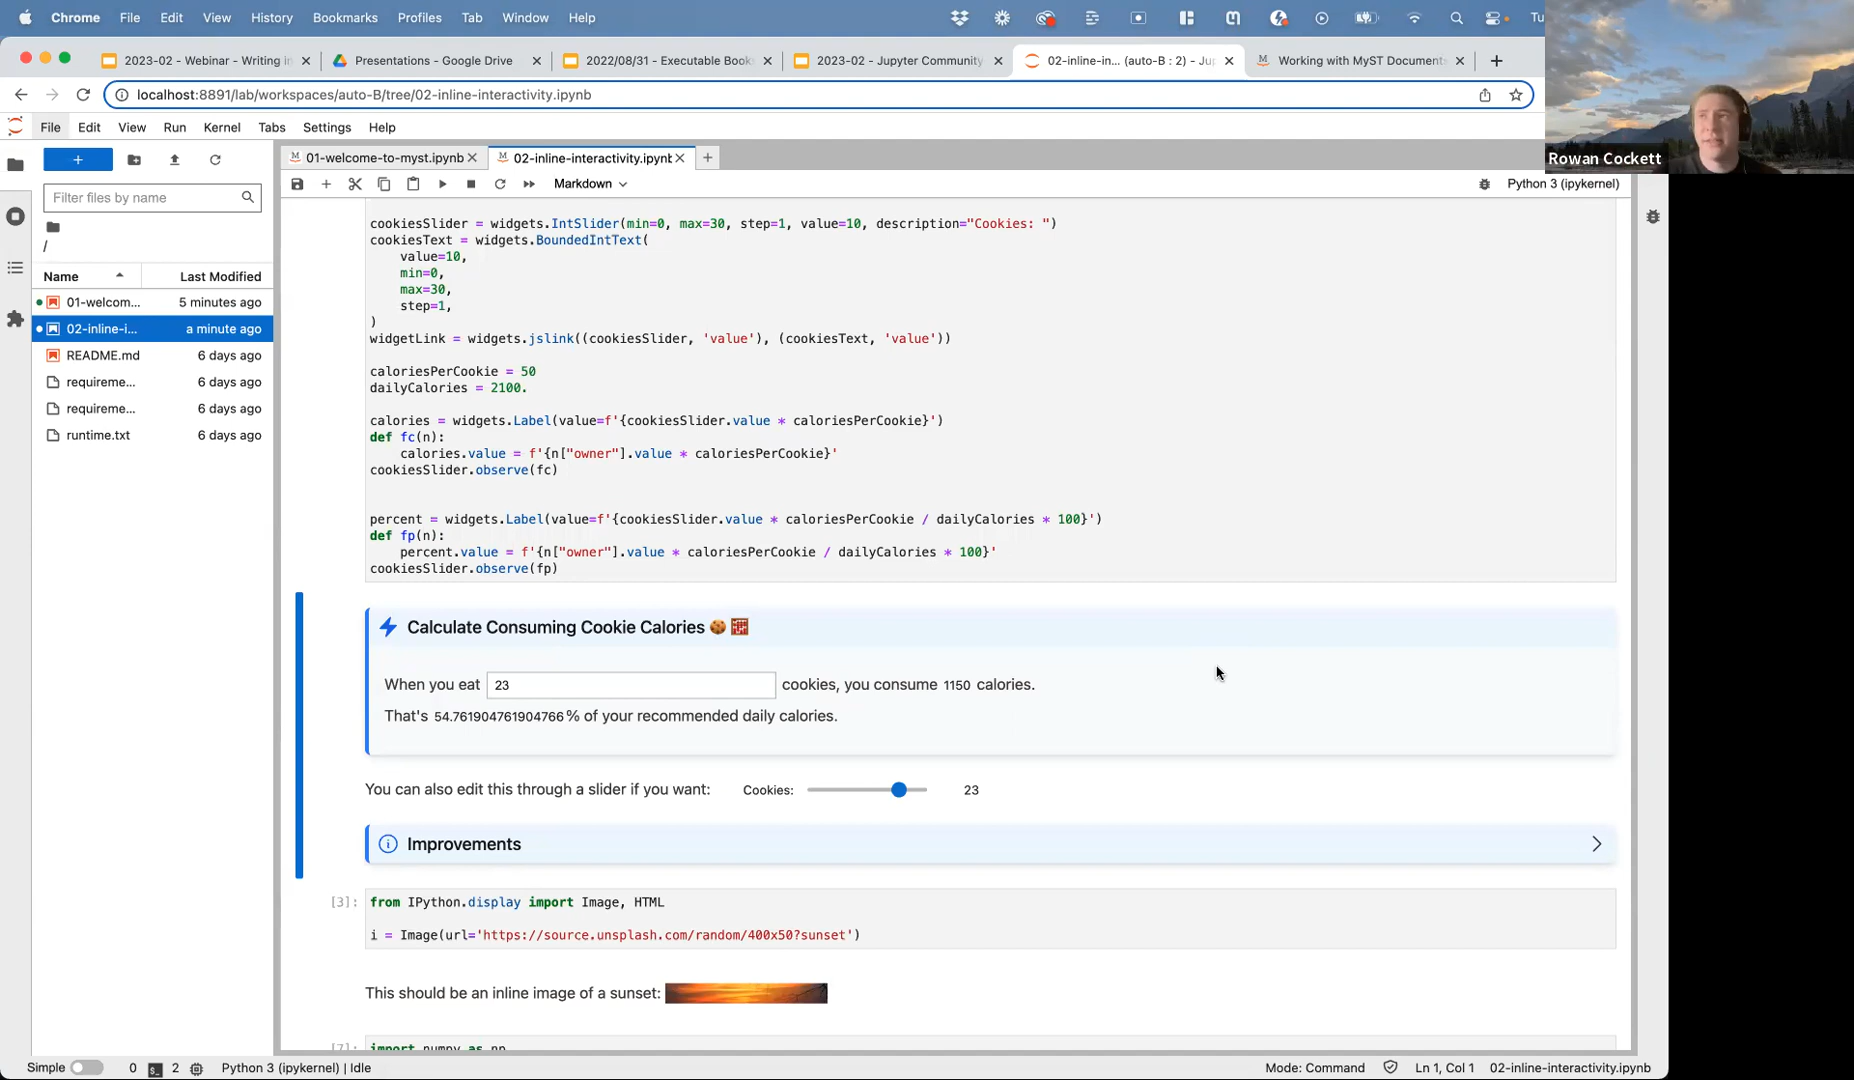 Chrome File Edit View History Bookmarks Profiles Tab Window Help Tu
2023-02 - Webinar - Writing in
Presentations - Google Drive
2022/08/31 - Executable Book
2023-02 - Jupyter Community
02-inline-in... (auto-B : 2) - Ju
Working with MyST Documents
localhost:8891/lab/workspaces/auto-B/tree/02-inline-interactivity.ipynb
Rowan Cockett
File Edit View Run Kernel Tabs Settings Help
01-welcome-to-myst.ipynb
02-inline-interactivity.ipynb
Markdown
Python 3 (ipykernel)
Filter files by name
/
Name Last Modified
01-welcom... 5 minutes ago
02-inline-i... a minute ago
README.md 6 days ago
requireme... 6 days ago
requireme... 6 days ago
runtime.txt 6 days ago
cookiesSlider = widgets.IntSlider(min=0, max=30, step=1, value=10, description="Cookies: ")
cookiesText = widgets.BoundedIntText(
value=10,
min=0,
max=30,
step=1,
)
widgetLink = widgets.jslink((cookiesSlider, 'value'), (cookiesText, 'value'))
caloriesPerCookie = 50
dailyCalories = 2100.
calories = widgets.Label(value=f'{cookiesSlider.value * caloriesPerCookie}')
def fc(n):
calories.value = f'{n["owner"].value * caloriesPerCookie}'
cookiesSlider.observe(fc)
percent = widgets.Label(value=f'{cookiesSlider.value * caloriesPerCookie / dailyCalories * 100}')
def fp(n):
percent.value = f'{n["owner"].value * caloriesPerCookie / dailyCalories * 100}'
cookiesSlider.observe(fp)
Calculate Consuming Cookie Calories
When you eat 23 cookies, you consume 1150 calories.
That's 54.761904761904766 % of your recommended daily calories.
You can also edit this through a slider if you want: Cookies: 23
Improvements
[3]: from IPython.display import Image, HTML
i = Image(url='https://source.unsplash.com/random/400x50?sunset')
This should be an inline image of a sunset:
[7]: import numpy as np
Simple 0 2 Python 3 (ipykernel) | Idle Mode: Command Ln 1, Col 1 02-inline-interactivity.ipynb